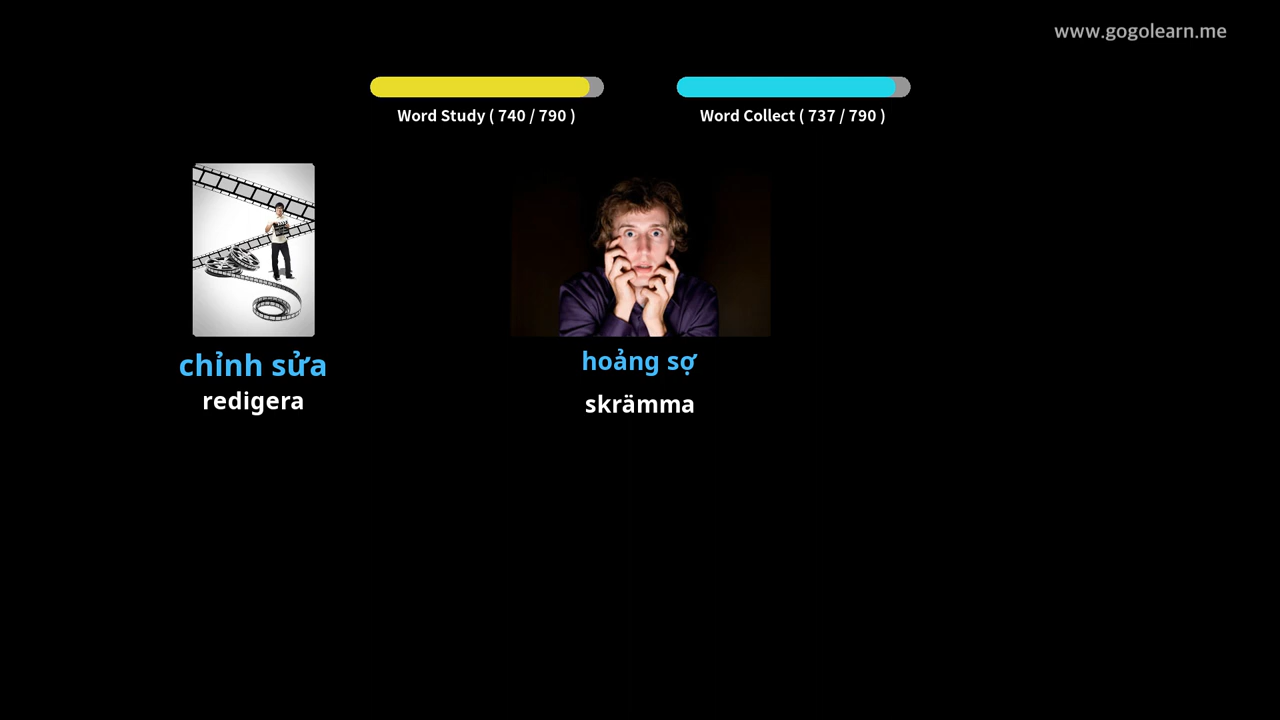 www.gogolearn.me
Word Study ( 740 / 790 )
Word Collect ( 737 / 790 )
chỉnh sửa
redigera
hoảng sợ
skrämma